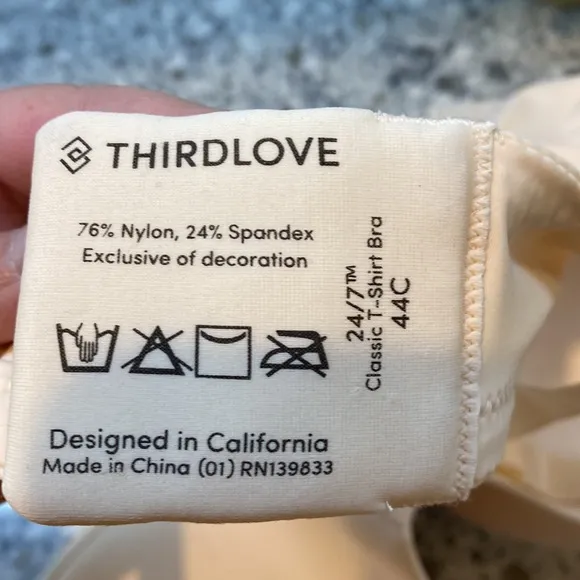 THIRDLOVE
76% Nylon, 24% Spandex
Exclusive of decoration
24/7™
Classic T-Shirt Bra
44C
Designed in California
Made in China (01) RN139833